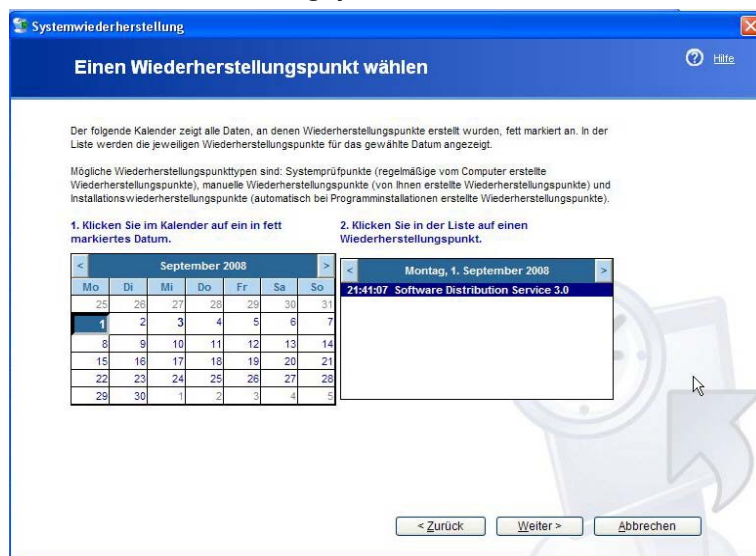 Systemwiederherstellung
Einen Wiederherstellungspunkt wählen
Hilfe
Der folgende Kalender zeigt alle Daten, an denen Wiederherstellungspunkte erstellt wurden, fett markiert an. In der
Liste werden die jeweiligen Wiederherstellungspunkte für das gewählte Datum angezeigt.
Mögliche Wiederherstellungspunkttypen sind: Systemprüfpunkte (regelmäßige vom Computer erstellte
Wiederherstellungspunkte), manuelle Wiederherstellungspunkte (von Ihnen erstellte Wiederherstellungspunkte) und
Installationswiederherstellungspunkte (automatisch bei Programminstallationen erstellte Wiederherstellungspunkte).
1. Klicken Sie im Kalender auf ein in fett
markiertes Datum.
< September 2008 >
Mo Di Mi Do Fr Sa So
25 26 27 28 29 30 31
1 2 3 4 5 6 7
8 9 10 11 12 13 14
15 16 17 18 19 20 21
22 23 24 25 26 27 28
29 30 1 2 3 4 5
2. Klicken Sie in der Liste auf einen
Wiederherstellungspunkt.
< Montag, 1. September 2008 >
21:41:07 Software Distribution Service 3.0
< Zurück
Weiter >
Abbrechen